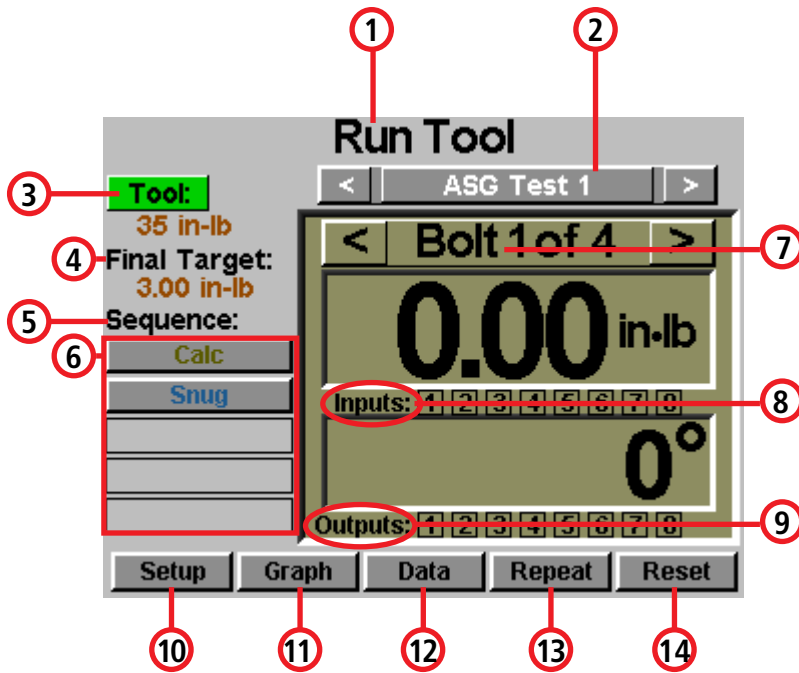 1
2
Run Tool
3
Tool:
< ASG Test 1 >
35 in-lb
< Bolt 1 of 4 >
7
4
Final Target:
3.00 in-lb
0.00 in•lb
5
Sequence:
6
Calc
Snug
Inputs: 1 2 3 4 5 6 7 8
8
0°
Outputs: 1 2 3 4 5 6 7 8
9
Setup Graph Data Repeat Reset
10 11 12 13 14